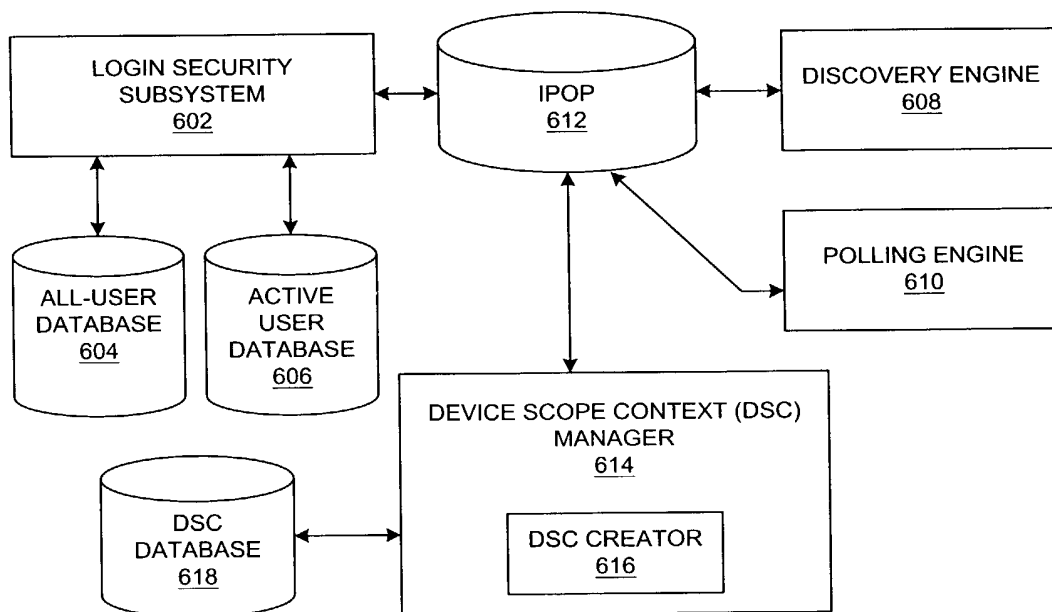 LOGIN SECURITY
SUBSYSTEM
602
IPOP
612
DISCOVERY ENGINE
608
POLLING ENGINE
610
ALL-USER
DATABASE
604
ACTIVE
USER
DATABASE
606
DEVICE SCOPE CONTEXT (DSC)
MANAGER
614
DSC CREATOR
616
DSC
DATABASE
618